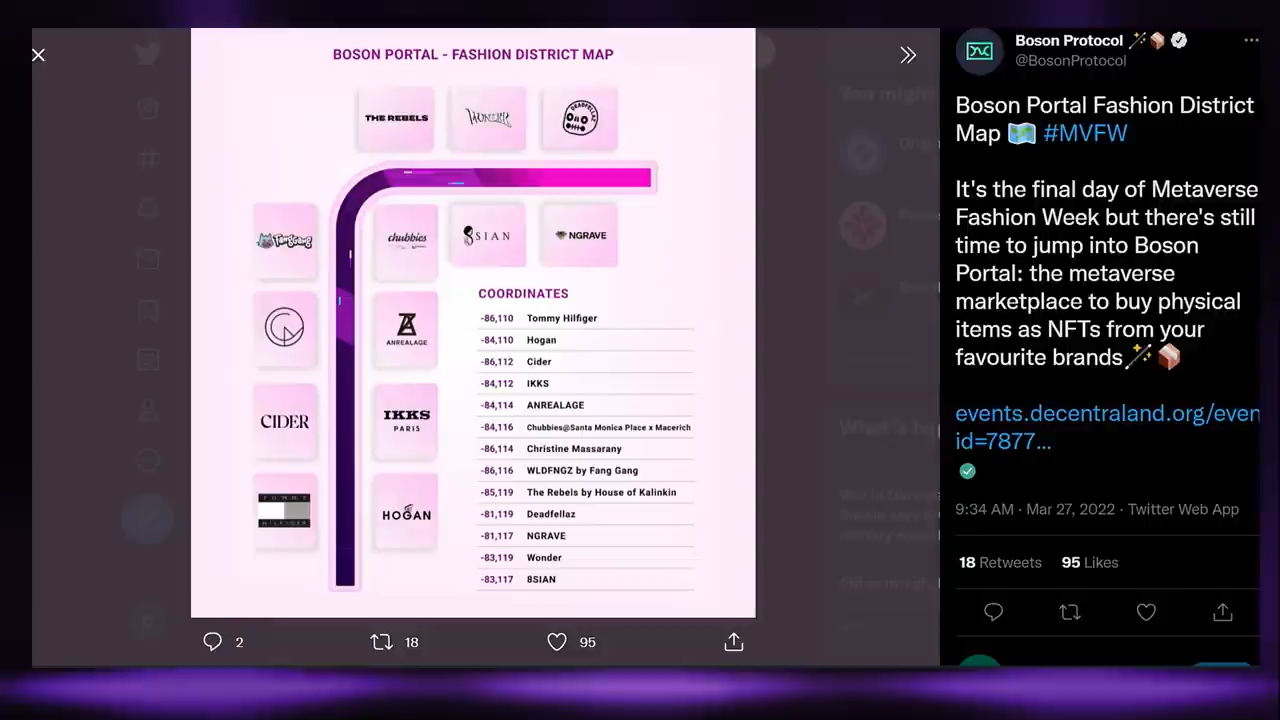 BOSON PORTAL - FASHION DISTRICT MAP
THE REBELS
WONDER
DEADFELLAZ
FangGang
chubbies
8SIAN
NGRAVE
ANREALAGE
CIDER
IKKS
PARIS
TOMMY
HILFIGER
HOGAN
COORDINATES
-86,110 Tommy Hilfiger
-84,110 Hogan
-86,112 Cider
-84,112 IKKS
-84,114 ANREALAGE
-84,116 Chubbies@Santa Monica Place x Macerich
-86,114 Christine Massarany
-86,116 WLDFNGZ by Fang Gang
-85,119 The Rebels by House of Kalinkin
-81,119 Deadfellaz
-81,117 NGRAVE
-83,119 Wonder
-83,117 8SIAN
2
18
95
Boson Protocol
@BosonProtocol
Boson Portal Fashion District
Map #MVFW
It's the final day of Metaverse
Fashion Week but there's still
time to jump into Boson
Portal: the metaverse
marketplace to buy physical
items as NFTs from your
favourite brands
events.decentraland.org/even
id=7877...
9:34 AM · Mar 27, 2022 · Twitter Web App
18 Retweets 95 Likes
You might